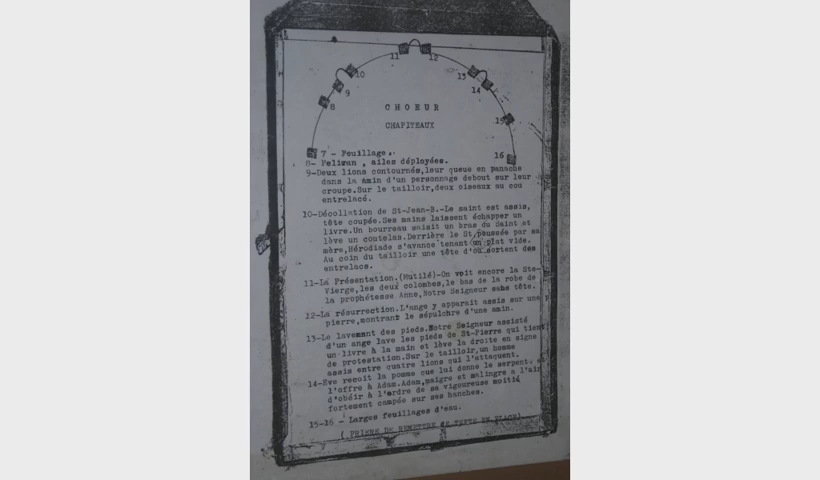 11 12
10 13
9 14
8 15
CHOEUR
CHAPITEAUX
16
7 - Feuillage.
8- Pelican , ailes déployées.
9-Deux lions contournés,leur queue en panache
dans la amin d'un personnage debout sur leur
croupe.Sur le tailloir,deux oiseaux au cou
entrelacé.
10-Décollation de St-Jean-B.-Le saint est assis,
tête coupée.Ses mains laissent échapper un
livre.Un bourreau saisit un bras du Saint et
lève un coutelas.Derrière le St,poussée par sa
mère,Hérodiade s'avance tenant un plat vide.
Au coin du tailloir une tête d'où sortent des
entrelacs.
11-La Présentation.(Mutilé)-On voit encore la Ste-
Vierge,les deux colombes,le bas de la robe de
la prophétesse Anne,Notre Seigneur sans tête.
12-La résurrection.L'ange y apparait assis sur une
pierre,montrant le sépulchre d'une amin.
13-Le lavement des pieds.Notre Seigneur assisté
d'un ange lave les pieds de St-Pierre qui tient
un livre à la main et lève la droite en signe
de protestation.Sur le tailloir,un homme
assis entre quatre lions qui l'attaquent.
14-Eve reçoit la pomme que lui donne le serpent,
l'offre à Adam.Adam,maigre et malingre a l'air
d'obéir à l'ordre de sa vigoureuse moitié
fortement campée sur ses hanches.
15-16 - Larges feuillages d'eau.
( PRIERE DE REMETTRE CE TEXTE EN PLACE)